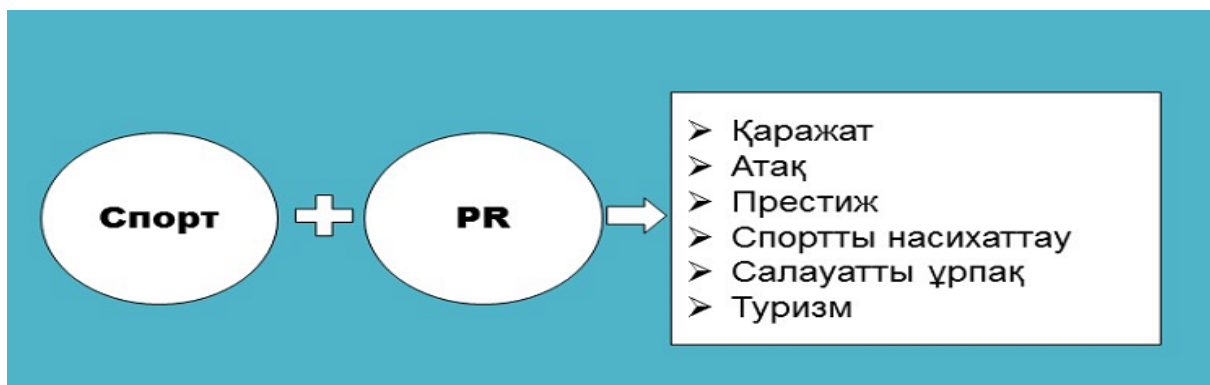 Спорт
PR
➢ Қаражат
➢ Атақ
➢ Престиж
➢ Спортты насихаттау
➢ Салауатты ұрпақ
➢ Туризм